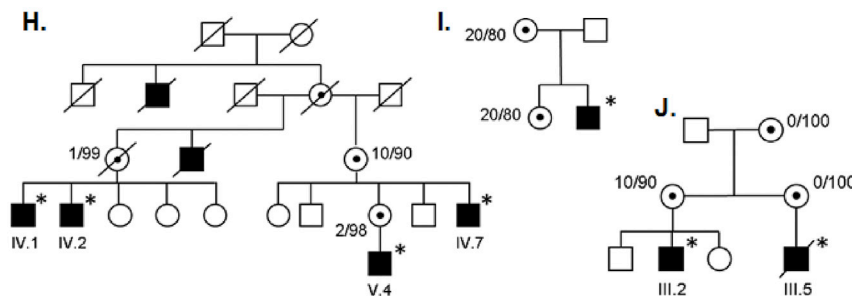 H.
I.
20/80
20/80
*
J.
0/100
1/99
10/90
10/90
0/100
* * 2/98 *
* * *
IV.1 IV.2 IV.7
V.4
III.2 III.5